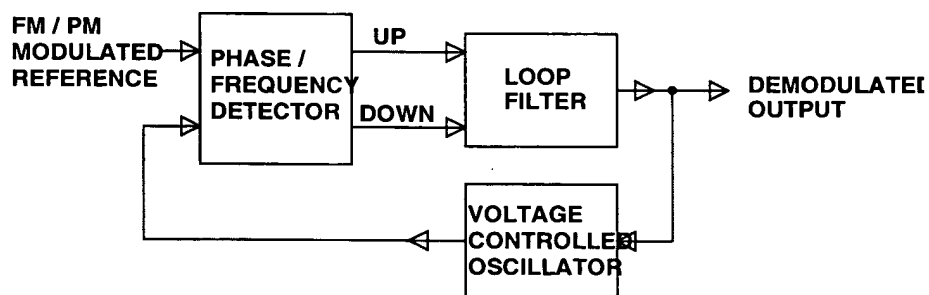 FM / PM
MODULATED
REFERENCE
PHASE /
FREQUENCY
DETECTOR
UP
DOWN
LOOP
FILTER
DEMODULATED
OUTPUT
VOLTAGE
CONTROLLED
OSCILLATOR